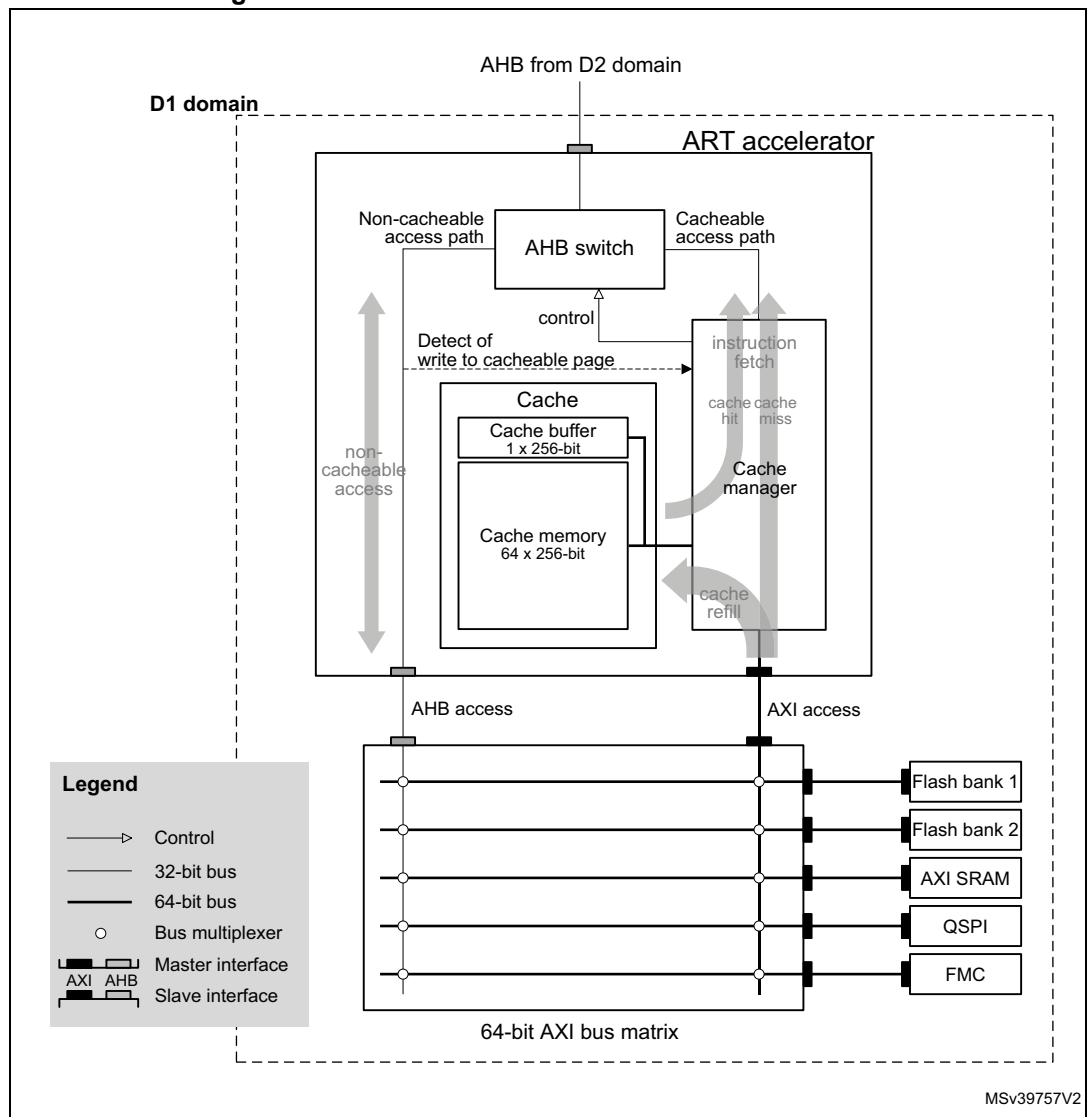 AHB from D2 domain
D1 domain
ART accelerator
Non-cacheable
access path
Cacheable
access path
AHB switch
control
Detect of
write to cacheable page
instruction
fetch
Cache
cache
hit
cache
miss
Cache buffer
1 x 256-bit
non-
cacheable
access
Cache
manager
Cache memory
64 x 256-bit
cache
refill
AHB access
AXI access
Flash bank 1
Flash bank 2
AXI SRAM
QSPI
FMC
Legend
Control
32-bit bus
64-bit bus
Bus multiplexer
Master interface
AXI AHB
Slave interface
64-bit AXI bus matrix
MSv39757V2